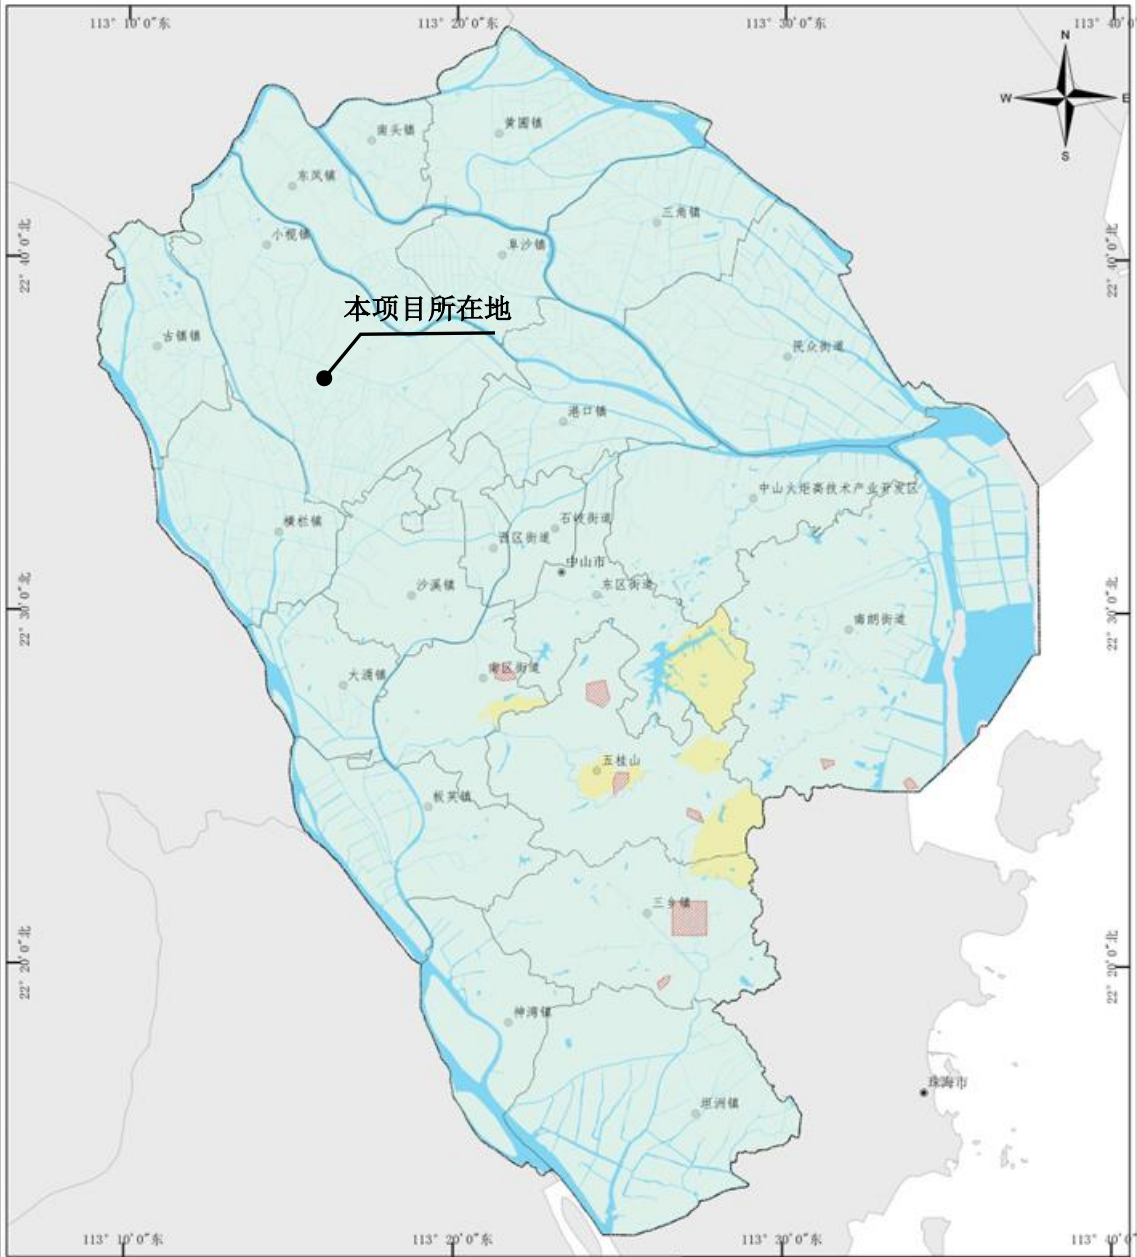 113° 10′ 0″东
113° 20′ 0″东
113° 30′ 0″东
113° 40′ 0″
N
W
E
S
黄圃镇
南头镇
东凤镇
三角镇
小榄镇
阜沙镇
22° 40′ 0″北
22° 40′ 0″北
本项目所在地
古镇镇
民众街道
港口镇
中山火炬高技术产业开发区
横栏镇
石岐街道
西区街道
中山市
沙溪镇
东区街道
22° 30′ 0″北
22° 30′ 0″北
南朗街道
大涌镇
南区街道
五桂山
板芙镇
三乡镇
22° 20′ 0″北
22° 20′ 0″北
神湾镇
珠海市
坦洲镇
113° 10′ 0″东
113° 20′ 0″东
113° 30′ 0″东
113° 40′ 0